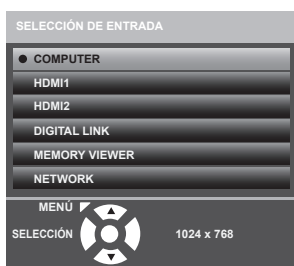 SELECCIÓN DE ENTRADA
COMPUTER
HDMI1
HDMI2
DIGITAL LINK
MEMORY VIEWER
NETWORK
MENÚ
SELECCIÓN
1024 x 768